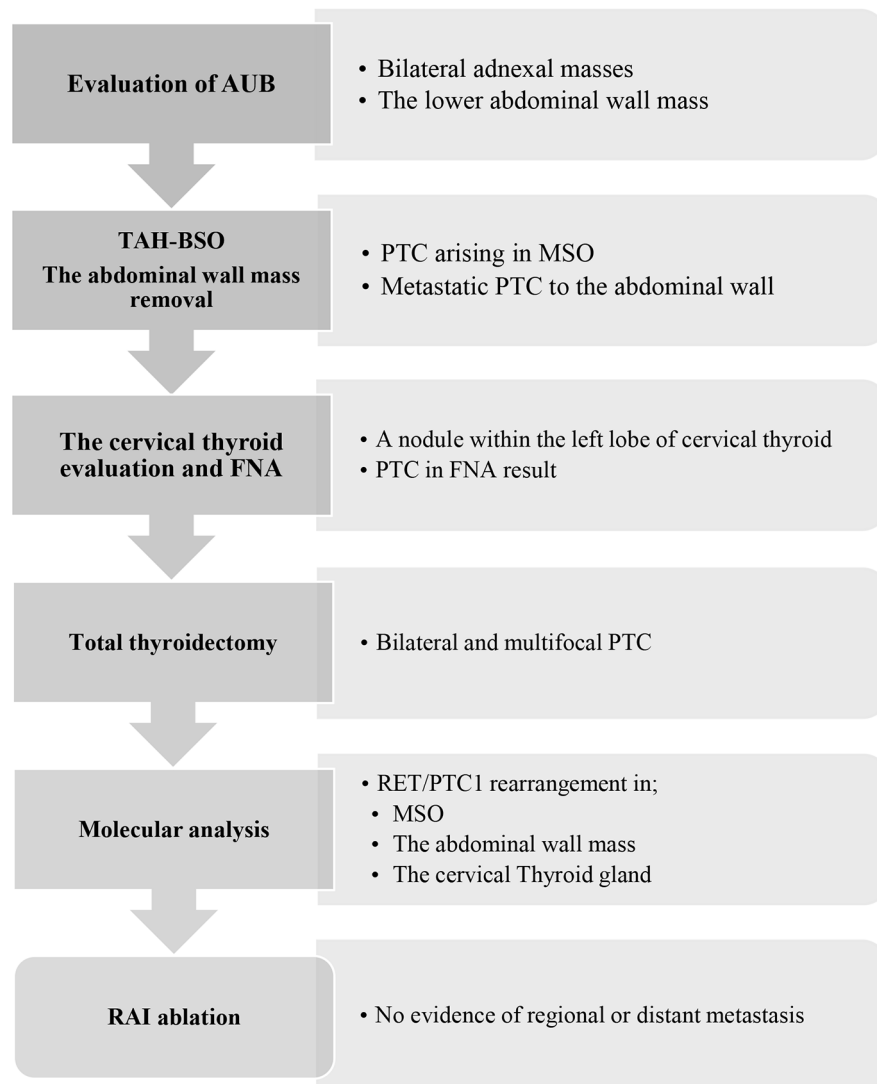 Evaluation of AUB
• Bilateral adnexal masses
• The lower abdominal wall mass
TAH-BSO
The abdominal wall mass
removal
• PTC arising in MSO
• Metastatic PTC to the abdominal wall
The cervical thyroid
evaluation and FNA
• A nodule within the left lobe of cervical thyroid
• PTC in FNA result
Total thyroidectomy
• Bilateral and multifocal PTC
Molecular analysis
• RET/PTC1 rearrangement in;
• MSO
• The abdominal wall mass
• The cervical Thyroid gland
RAI ablation
• No evidence of regional or distant metastasis